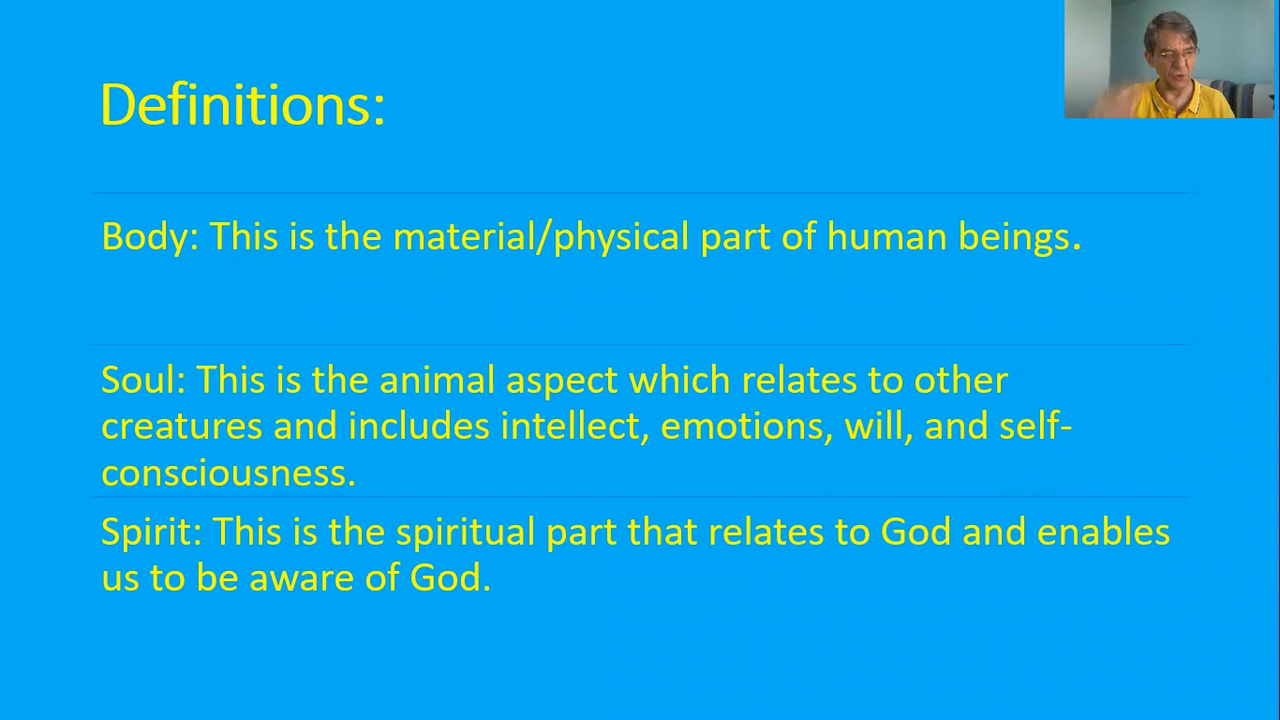 Definitions:
Body: This is the material/physical part of human beings.
Soul: This is the animal aspect which relates to other
creatures and includes intellect, emotions, will, and self-
consciousness.
Spirit: This is the spiritual part that relates to God and enables
us to be aware of God.